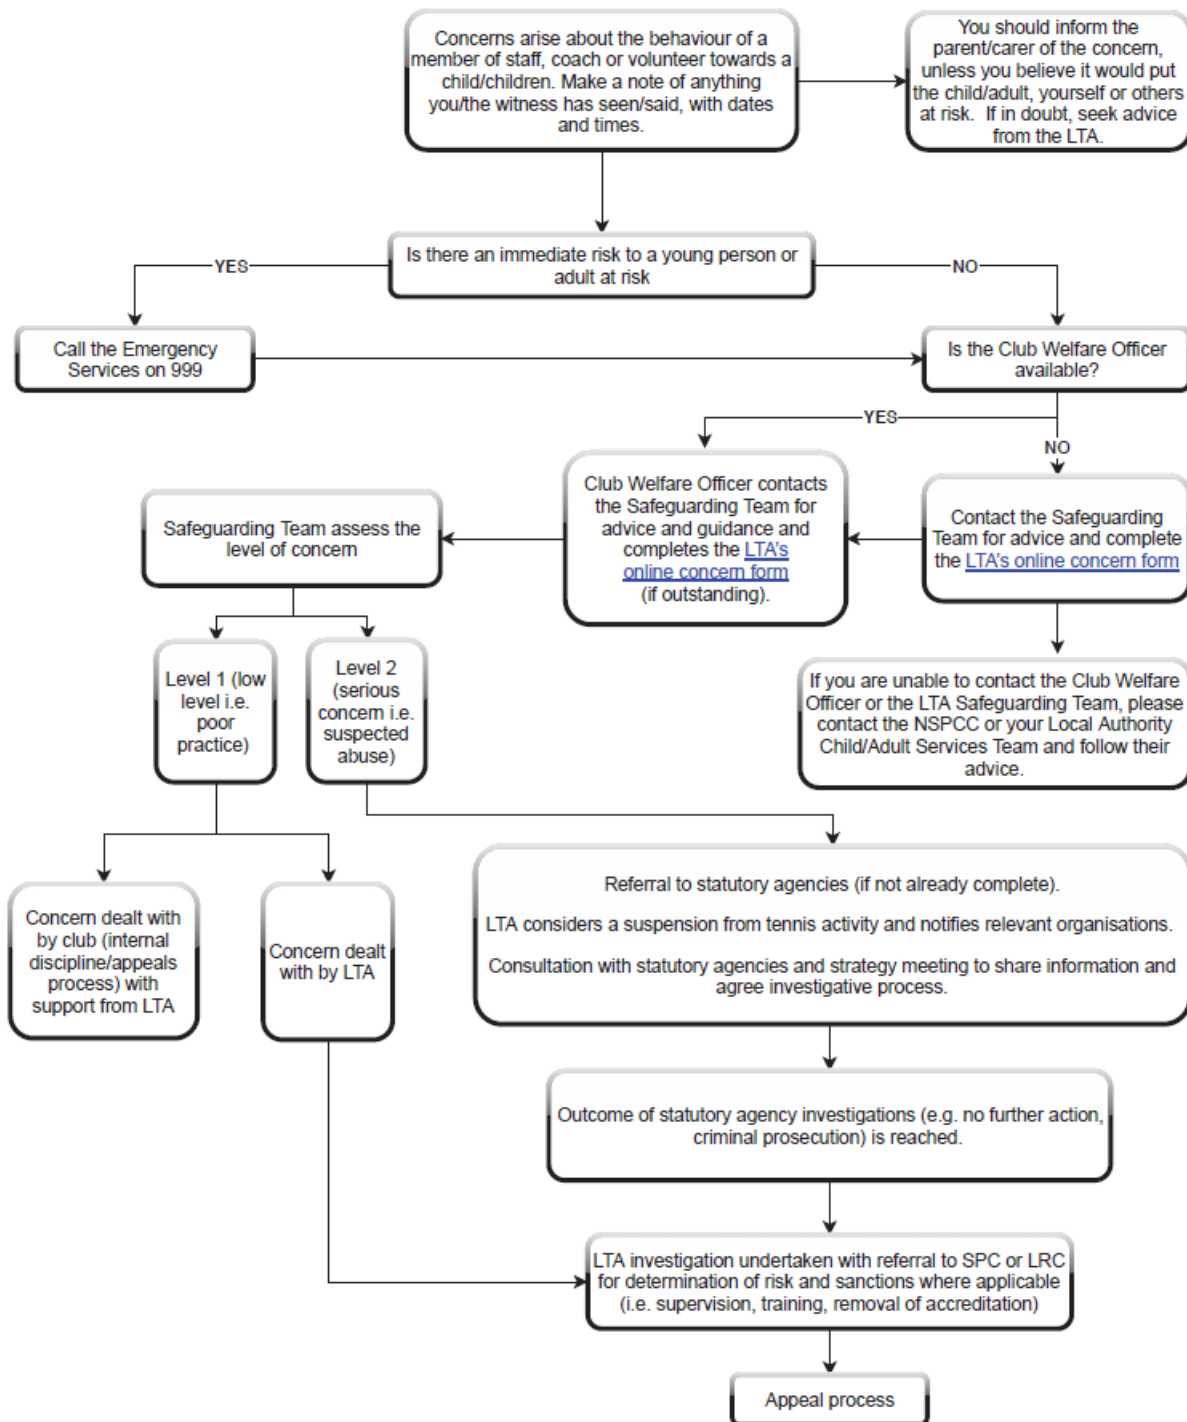 Concerns arise about the behaviour of a
member of staff, coach or volunteer towards a
child/children. Make a note of anything
you/the witness has seen/said, with dates
and times.
You should inform the
parent/carer of the concern,
unless you believe it would put
the child/adult, yourself or others
at risk.  If in doubt, seek advice
from the LTA.
Is there an immediate risk to a young person or
adult at risk
YES
NO
Call the Emergency
Services on 999
Is the Club Welfare Officer
available?
YES
NO
Club Welfare Officer contacts
the Safeguarding Team for
advice and guidance and
completes the LTA's
online concern form
(if outstanding).
Contact the Safeguarding
Team for advice and complete
the LTA's online concern form
Safeguarding Team assess the
level of concern
Level 1 (low
level i.e.
poor
practice)
Level 2
(serious
concern i.e.
suspected
abuse)
If you are unable to contact the Club Welfare
Officer or the LTA Safeguarding Team, please
contact the NSPCC or your Local Authority
Child/Adult Services Team and follow their
advice.
Concern dealt with
by club (internal
discipline/appeals
process) with
support from LTA
Concern dealt
with by LTA
Referral to statutory agencies (if not already complete).
LTA considers a suspension from tennis activity and notifies relevant organisations.
Consultation with statutory agencies and strategy meeting to share information and
agree investigative process.
Outcome of statutory agency investigations (e.g. no further action,
criminal prosecution) is reached.
LTA investigation undertaken with referral to SPC or LRC
for determination of risk and sanctions where applicable
(i.e. supervision, training, removal of accreditation)
Appeal process